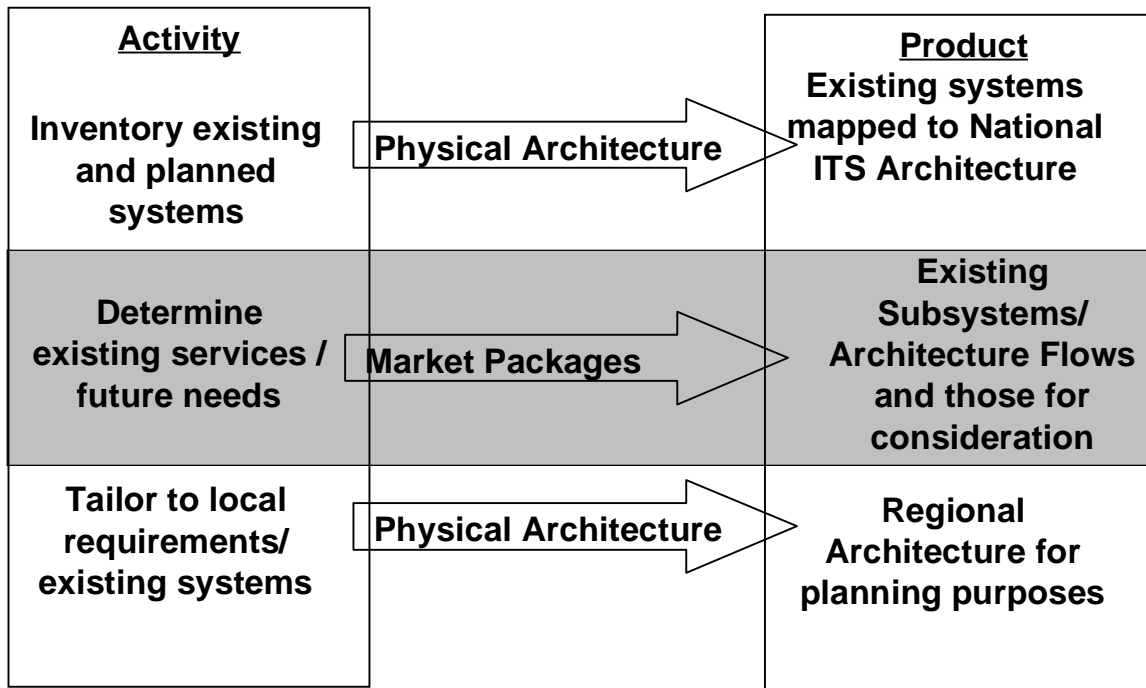 Activity
Inventory existing
and planned
systems
Physical Architecture
Product
Existing systems
mapped to National
ITS Architecture
Determine
existing services /
future needs
Market Packages
Existing
Subsystems/
Architecture Flows
and those for
consideration
Tailor to local
requirements/
existing systems
Physical Architecture
Regional
Architecture for
planning purposes